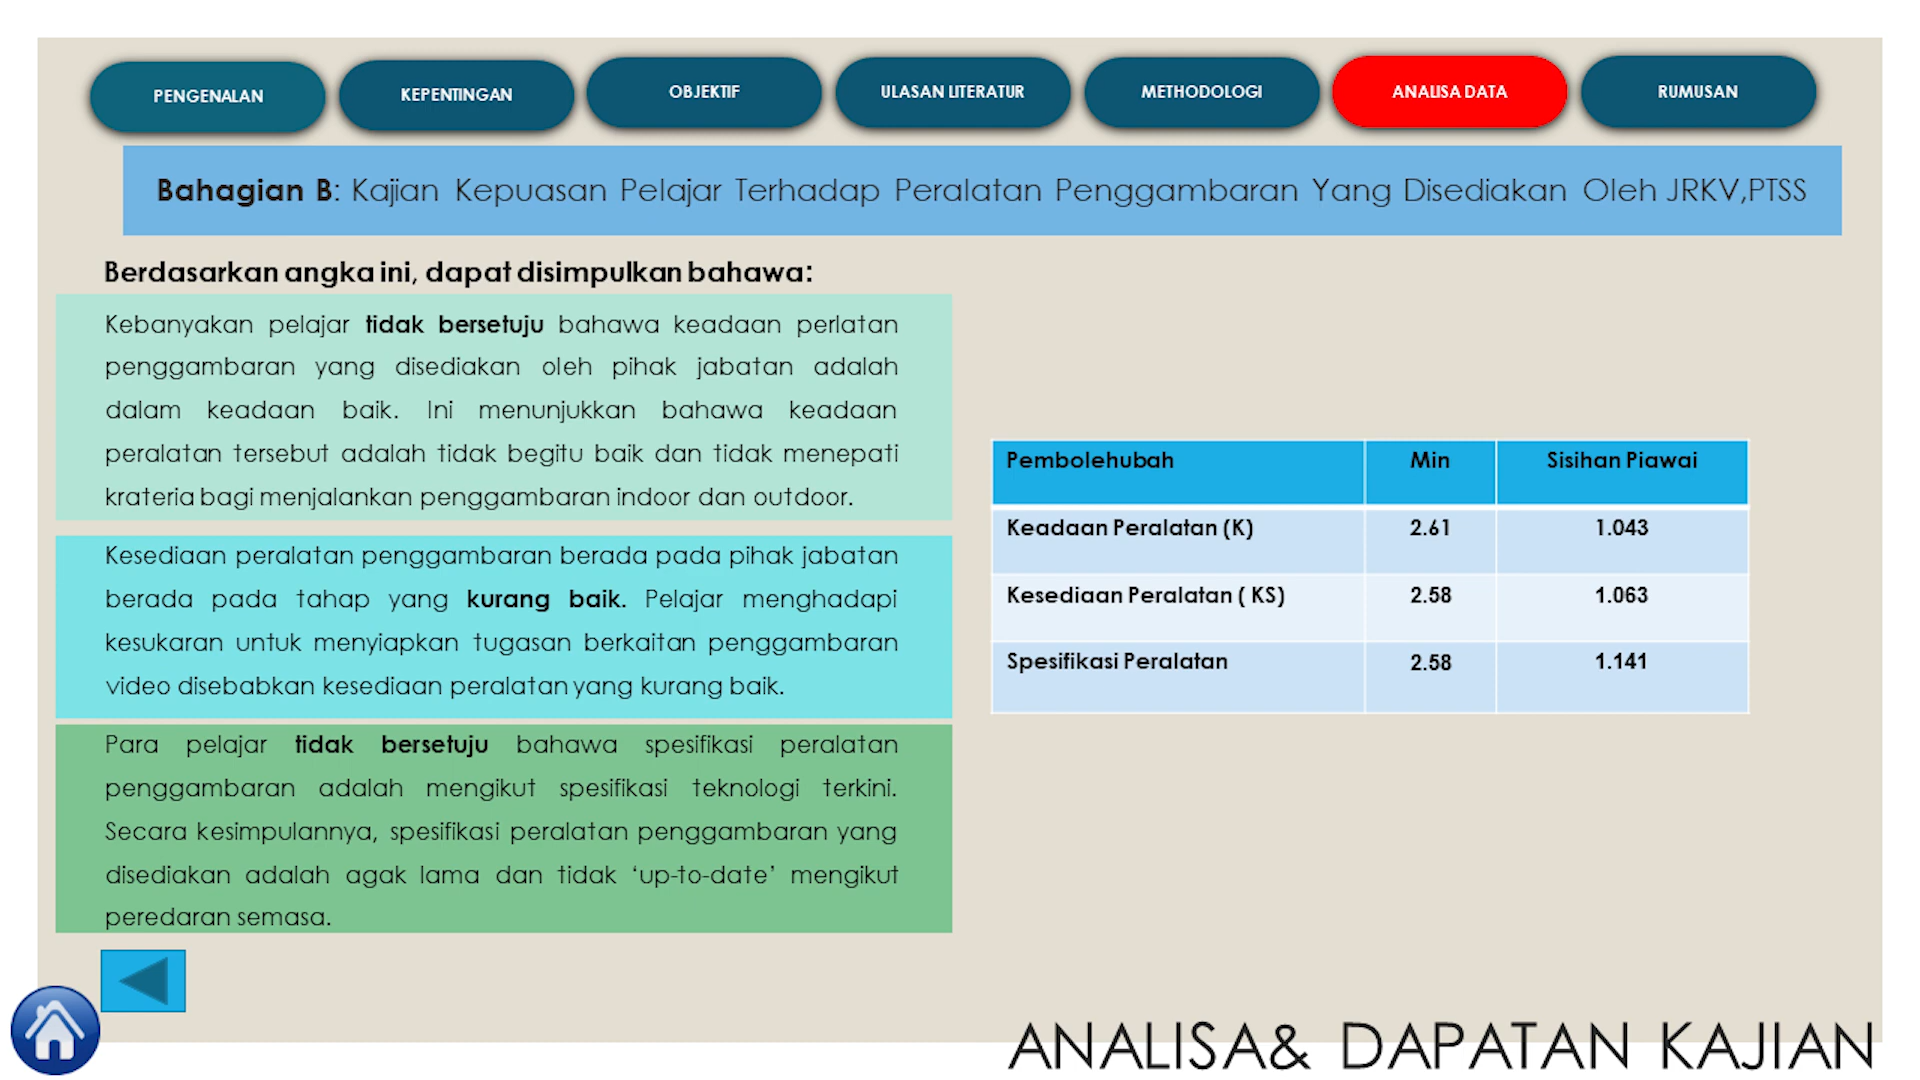 PENGENALAN
KEPENTINGAN
OBJEKTIF
ULASAN LITERATUR
METHODOLOGI
ANALISA DATA
RUMUSAN
Bahagian B: Kajian Kepuasan Pelajar Terhadap Peralatan Penggambaran Yang Disediakan Oleh JRKV,PTSS
Berdasarkan angka ini, dapat disimpulkan bahawa:
Kebanyakan pelajar tidak bersetuju bahawa keadaan perlatan
penggambaran yang disediakan oleh pihak jabatan adalah
dalam keadaan baik. Ini menunjukkan bahawa keadaan
peralatan tersebut adalah tidak begitu baik dan tidak menepati
krateria bagi menjalankan penggambaran indoor dan outdoor.
Kesediaan peralatan penggambaran berada pada pihak jabatan
berada pada tahap yang kurang baik. Pelajar menghadapi
kesukaran untuk menyiapkan tugasan berkaitan penggambaran
video disebabkan kesediaan peralatan yang kurang baik.
Para pelajar tidak bersetuju bahawa spesifikasi peralatan
penggambaran adalah mengikut spesifikasi teknologi terkini.
Secara kesimpulannya, spesifikasi peralatan penggambaran yang
disediakan adalah agak lama dan tidak ‘up-to-date’ mengikut
peredaran semasa.
Pembolehubah Min Sisihan Piawai
Keadaan Peralatan (K) 2.61 1.043
Kesediaan Peralatan ( KS) 2.58 1.063
Spesifikasi Peralatan 2.58 1.141
ANALISA& DAPATAN KAJIAN